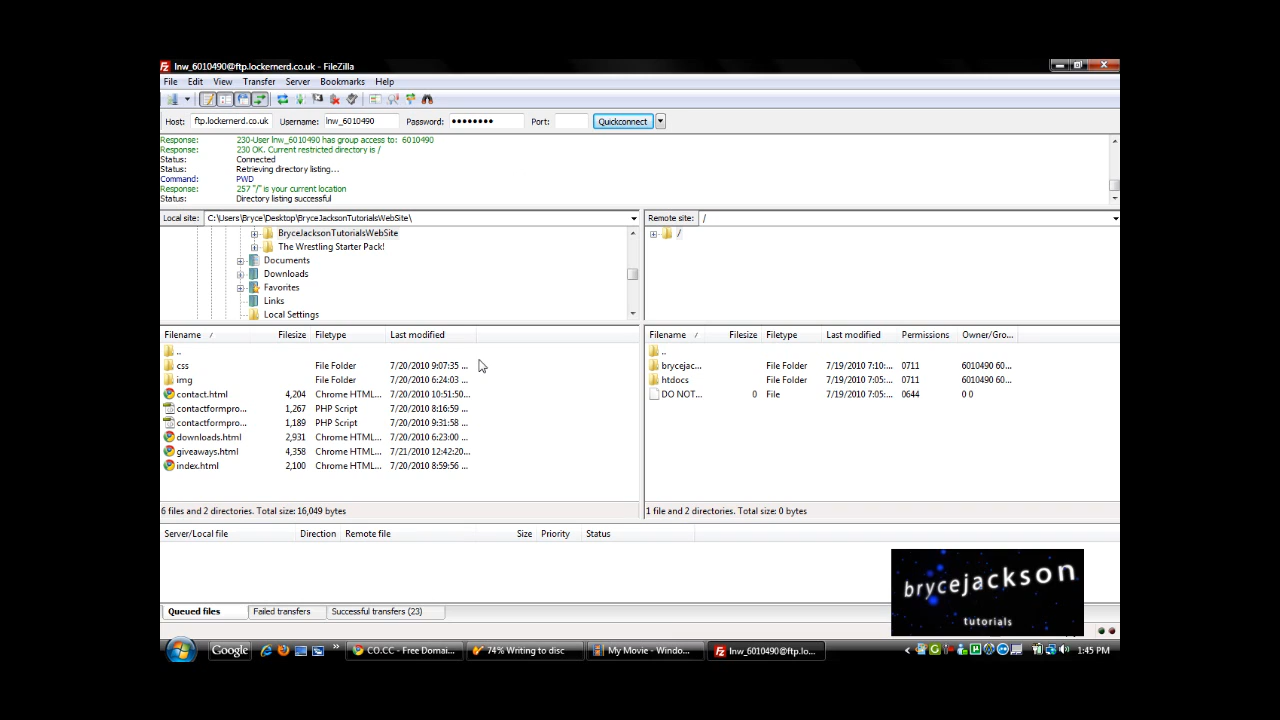 lnw_6010490@ftp.lockernerd.co.uk - FileZilla
File Edit View Transfer Server Bookmarks Help
Host: ftp.lockernerd.co.uk Username: lnw_6010490 Password: •••••••• Port: Quickconnect
Response: 230-User lnw_6010490 has group access to: 6010490
Response: 230 OK. Current restricted directory is /
Status: Connected
Status: Retrieving directory listing...
Command: PWD
Response: 257 "/" is your current location
Status: Directory listing successful
Local site: C:\Users\Bryce\Desktop\BryceJacksonTutorialsWebSite\ Remote site: /
BryceJacksonTutorialsWebSite /
The Wrestling Starter Pack!
Documents
Downloads
Favorites
Links
Local Settings
Filename / Filesize Filetype Last modified Filename / Filesize Filetype Last modified Permissions Owner/Gro...
.. ..
css File Folder 7/20/2010 9:07:35 ... brycejac... File Folder 7/19/2010 7:10:... 0711 6010490 60...
img File Folder 7/20/2010 6:24:03 ... htdocs File Folder 7/19/2010 7:05:... 0711 6010490 60...
contact.html 4,204 Chrome HTML... 7/20/2010 10:51:50... DO NOT... 0 File 7/19/2010 7:05:... 0644 0 0
contactformpro... 1,267 PHP Script 7/20/2010 8:16:59 ...
contactformpro... 1,189 PHP Script 7/20/2010 9:31:58 ...
downloads.html 2,931 Chrome HTML... 7/20/2010 6:23:00 ...
giveaways.html 4,358 Chrome HTML... 7/21/2010 12:42:20...
index.html 2,100 Chrome HTML... 7/20/2010 8:59:56 ...
6 files and 2 directories. Total size: 16,049 bytes 1 file and 2 directories. Total size: 0 bytes
Server/Local file Direction Remote file Size Priority Status
brycejackson
tutorials
Queued files Failed transfers Successful transfers (23)
Google » CO.CC - Free Domai... 74% Writing to disc My Movie - Windo... lnw_6010490@ftp.lo... 1:45 PM